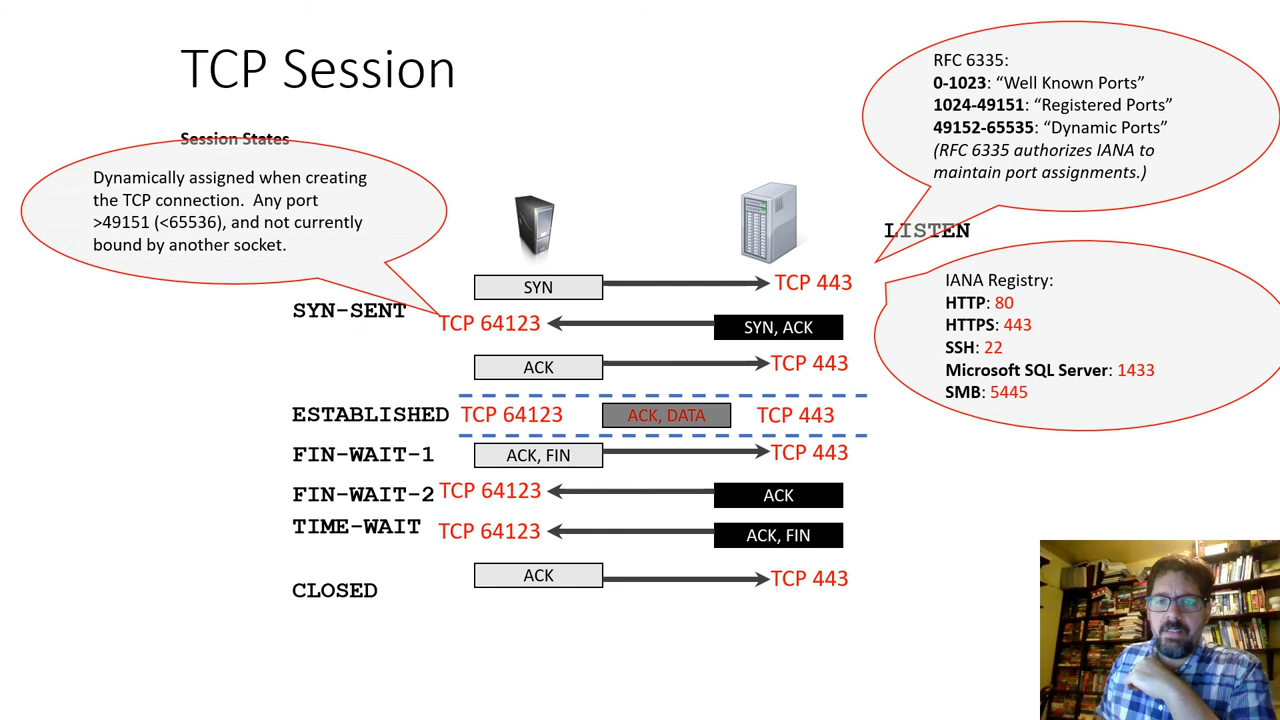 TCP Session
Session States
Dynamically assigned when creating
the TCP connection. Any port
>49151 (<65536), and not currently
bound by another socket.
RFC 6335:
0-1023: “Well Known Ports”
1024-49151: “Registered Ports”
49152-65535: “Dynamic Ports”
(RFC 6335 authorizes IANA to
maintain port assignments.)
LISTEN
IANA Registry:
HTTP: 80
HTTPS: 443
SSH: 22
Microsoft SQL Server: 1433
SMB: 5445
SYN TCP 443
SYN-SENT
TCP 64123 SYN, ACK
ACK TCP 443
ESTABLISHED TCP 64123 ACK, DATA TCP 443
FIN-WAIT-1 ACK, FIN TCP 443
FIN-WAIT-2 TCP 64123 ACK
TIME-WAIT TCP 64123 ACK, FIN
ACK TCP 443
CLOSED